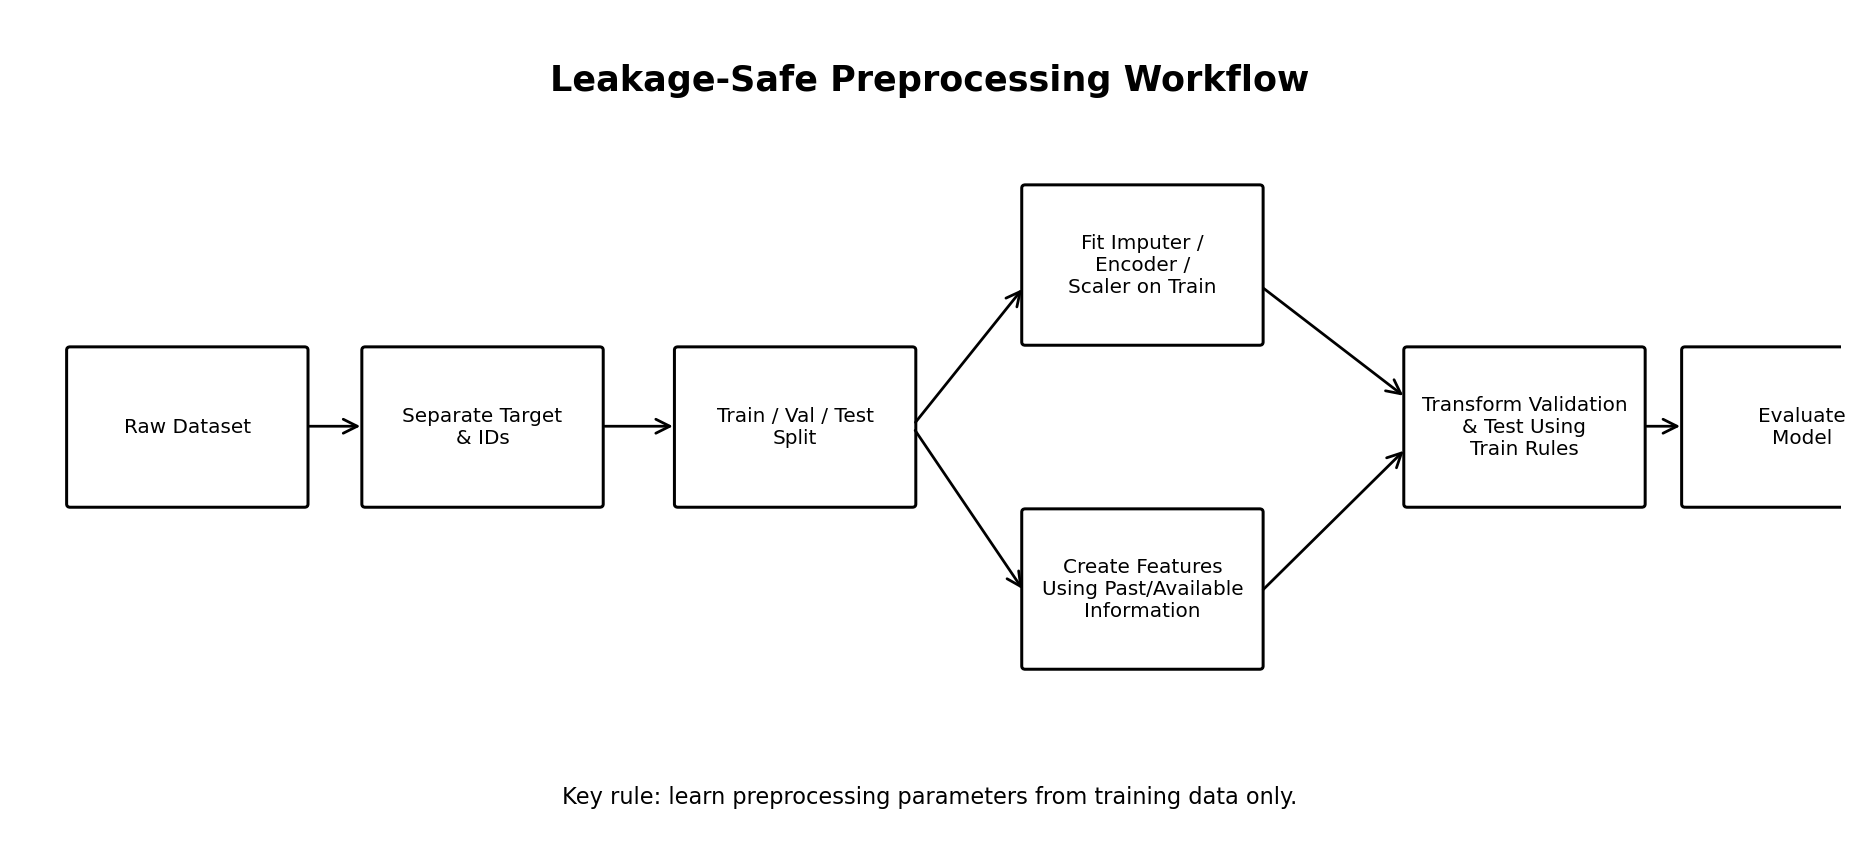 Leakage-Safe Preprocessing Workflow
Raw Dataset
Separate Target
& IDs
Train / Val / Test
Split
Fit Imputer /
Encoder /
Scaler on Train
Create Features
Using Past/Available
Information
Transform Validation
& Test Using
Train Rules
Evaluate
Model
Key rule: learn preprocessing parameters from training data only.